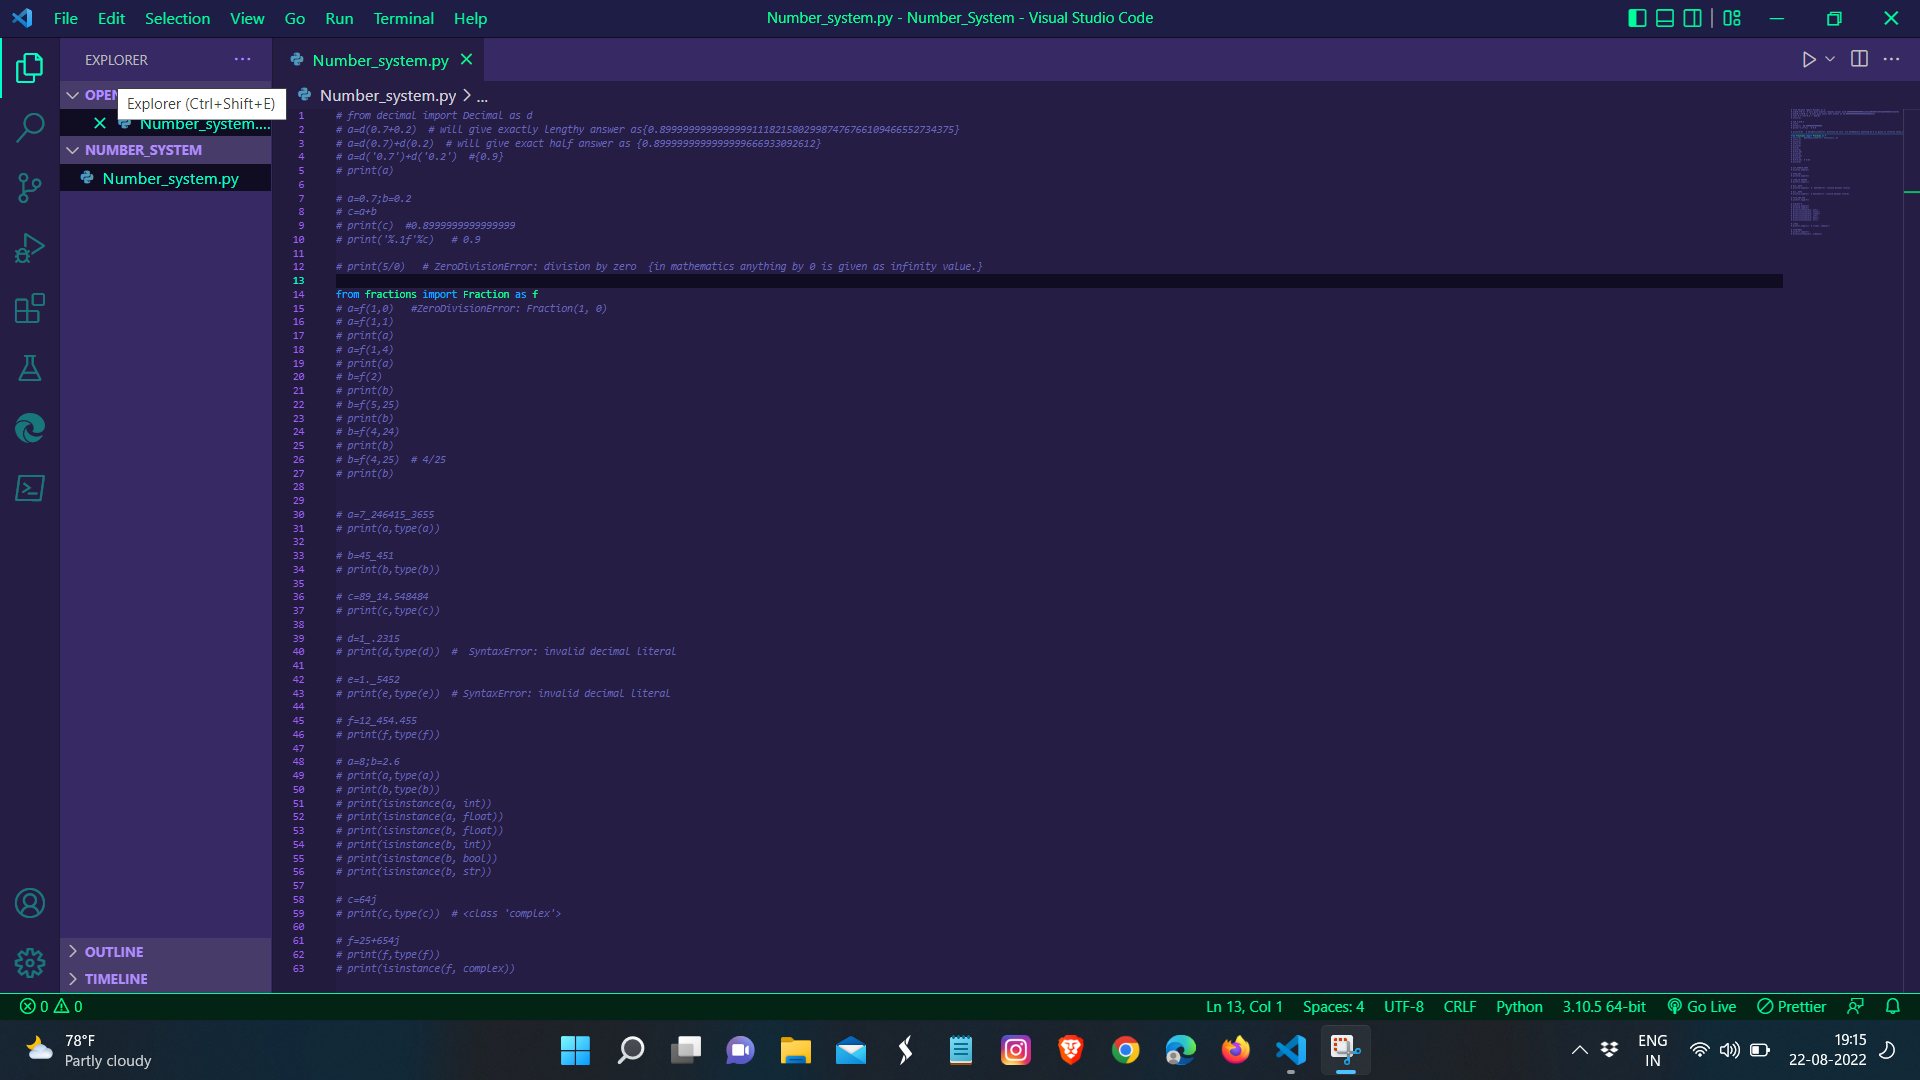 File Edit Selection View Go Run Terminal Help
Number_system.py - Number_System - Visual Studio Code
EXPLORER
OPEN
Explorer (Ctrl+Shift+E)
Number_system....
NUMBER_SYSTEM
Number_system.py
OUTLINE
TIMELINE
Number_system.py
Number_system.py > ...
1 # from decimal import Decimal as d
2 # a=d(0.7+0.2) # will give exactly lengthy answer as{0.899999999999999911182158029987476766109466552734375}
3 # a=d(0.7)+d(0.2) # will give exact half answer as {0.8999999999999999666933092612}
4 # a=d('0.7')+d('0.2') #{0.9}
5 # print(a)
6
7 # a=0.7;b=0.2
8 # c=a+b
9 # print(c) #0.8999999999999999
10 # print('%.1f'%c) # 0.9
11
12 # print(5/0) # ZeroDivisionError: division by zero {in mathematics anything by 0 is given as infinity value.}
13
14 from fractions import Fraction as f
15 # a=f(1,0) #ZeroDivisionError: Fraction(1, 0)
16 # a=f(1,1)
17 # print(a)
18 # a=f(1,4)
19 # print(a)
20 # b=f(2)
21 # print(b)
22 # b=f(5,25)
23 # print(b)
24 # b=f(4,24)
25 # print(b)
26 # b=f(4,25) # 4/25
27 # print(b)
28
29
30 # a=7_246415_3655
31 # print(a,type(a))
32
33 # b=45_451
34 # print(b,type(b))
35
36 # c=89_14.548484
37 # print(c,type(c))
38
39 # d=1_.2315
40 # print(d,type(d)) # SyntaxError: invalid decimal literal
41
42 # e=1._5452
43 # print(e,type(e)) # SyntaxError: invalid decimal literal
44
45 # f=12_454.455
46 # print(f,type(f))
47
48 # a=8;b=2.6
49 # print(a,type(a))
50 # print(b,type(b))
51 # print(isinstance(a, int))
52 # print(isinstance(a, float))
53 # print(isinstance(b, float))
54 # print(isinstance(b, int))
55 # print(isinstance(b, bool))
56 # print(isinstance(b, str))
57
58 # c=64j
59 # print(c,type(c)) # <class 'complex'>
60
61 # f=25+654j
62 # print(f,type(f))
63 # print(isinstance(f, complex))
0 0 Ln 13, Col 1 Spaces: 4 UTF-8 CRLF Python 3.10.5 64-bit Go Live Prettier
78°F
Partly cloudy
ENG
IN
19:15
22-08-2022